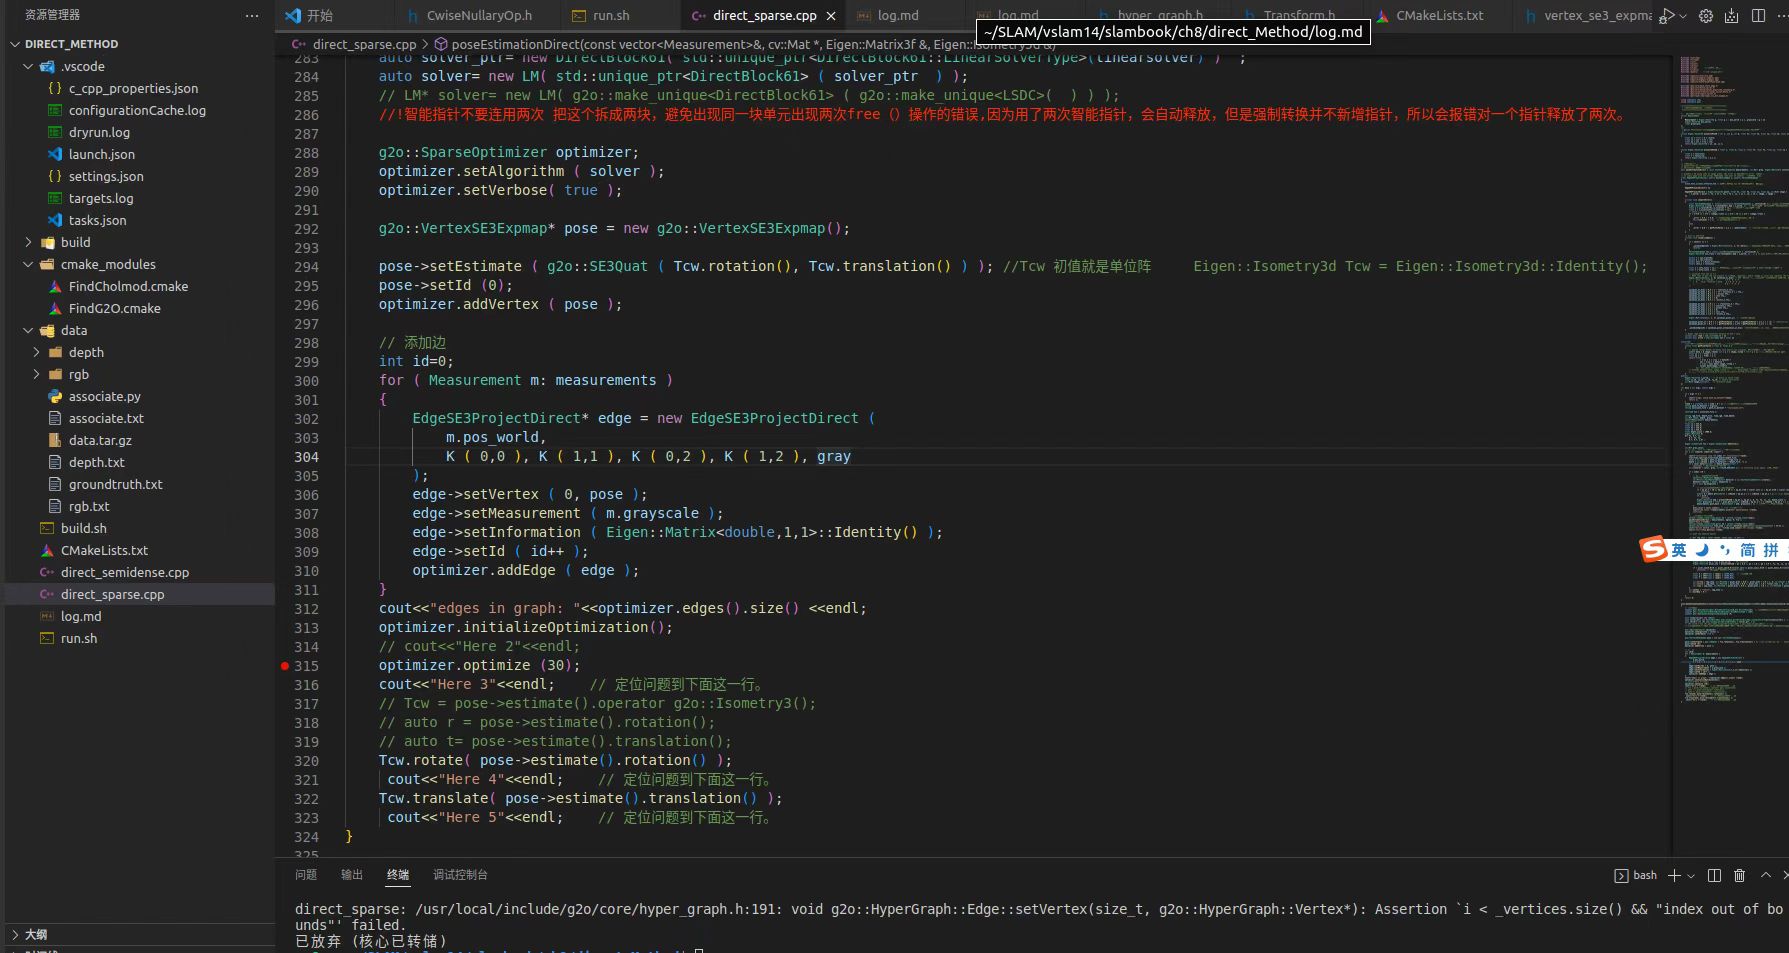 资源管理器
···
开始
CwiseNullaryOp.h
run.sh
direct_sparse.cpp
log.md
log.md
hyper_graph.h
Transform.h
CMakeLists.txt
vertex_se3_expma
~/SLAM/vslam14/slambook/ch8/direct_Method/log.md
direct_sparse.cpp > poseEstimationDirect(const vector<Measurement>&, cv::Mat *, Eigen::Matrix3f &, Eigen::Isometry3d &)
DIRECT_METHOD
.vscode
c_cpp_properties.json
configurationCache.log
dryrun.log
launch.json
settings.json
targets.log
tasks.json
build
cmake_modules
FindCholmod.cmake
FindG2O.cmake
data
depth
rgb
associate.py
associate.txt
data.tar.gz
depth.txt
groundtruth.txt
rgb.txt
build.sh
CMakeLists.txt
direct_semidense.cpp
direct_sparse.cpp
log.md
run.sh
大纲
283 auto solver_ptr= new DirectBlock61( std::unique_ptr<DirectBlock61::LinearSolverType>(linearSolver) ) ;
284 auto solver= new LM( std::unique_ptr<DirectBlock61> ( solver_ptr ) );
285 // LM* solver= new LM( g2o::make_unique<DirectBlock61> ( g2o::make_unique<LSDC>( ) ) );
286 //!智能指针不要连用两次 把这个拆成两块，避免出现同一块单元出现两次free（）操作的错误,因为用了两次智能指针，会自动释放，但是强制转换并不新增指针，所以会报错对一个指针释放了两次。
287
288 g2o::SparseOptimizer optimizer;
289 optimizer.setAlgorithm ( solver );
290 optimizer.setVerbose( true );
291
292 g2o::VertexSE3Expmap* pose = new g2o::VertexSE3Expmap();
293
294 pose->setEstimate ( g2o::SE3Quat ( Tcw.rotation(), Tcw.translation() ) ); //Tcw 初值就是单位阵 Eigen::Isometry3d Tcw = Eigen::Isometry3d::Identity();
295 pose->setId (0);
296 optimizer.addVertex ( pose );
297
298 // 添加边
299 int id=0;
300 for ( Measurement m: measurements )
301 {
302 EdgeSE3ProjectDirect* edge = new EdgeSE3ProjectDirect (
303 m.pos_world,
304 K ( 0,0 ), K ( 1,1 ), K ( 0,2 ), K ( 1,2 ), gray
305 );
306 edge->setVertex ( 0, pose );
307 edge->setMeasurement ( m.grayscale );
308 edge->setInformation ( Eigen::Matrix<double,1,1>::Identity() );
309 edge->setId ( id++ );
310 optimizer.addEdge ( edge );
311 }
312 cout<<"edges in graph: "<<optimizer.edges().size() <<endl;
313 optimizer.initializeOptimization();
314 // cout<<"Here 2"<<endl;
315 optimizer.optimize (30);
316 cout<<"Here 3"<<endl; // 定位问题到下面这一行。
317 // Tcw = pose->estimate().operator g2o::Isometry3();
318 // auto r = pose->estimate().rotation();
319 // auto t= pose->estimate().translation();
320 Tcw.rotate( pose->estimate().rotation() );
321 cout<<"Here 4"<<endl; // 定位问题到下面这一行。
322 Tcw.translate( pose->estimate().translation() );
323 cout<<"Here 5"<<endl; // 定位问题到下面这一行。
324 }
325
英 简 拼
问题
输出
终端
调试控制台
bash
direct_sparse: /usr/local/include/g2o/core/hyper_graph.h:191: void g2o::HyperGraph::Edge::setVertex(size_t, g2o::HyperGraph::Vertex*): Assertion `i < _vertices.size() && "index out of bo
unds"' failed.
已放弃 (核心已转储)